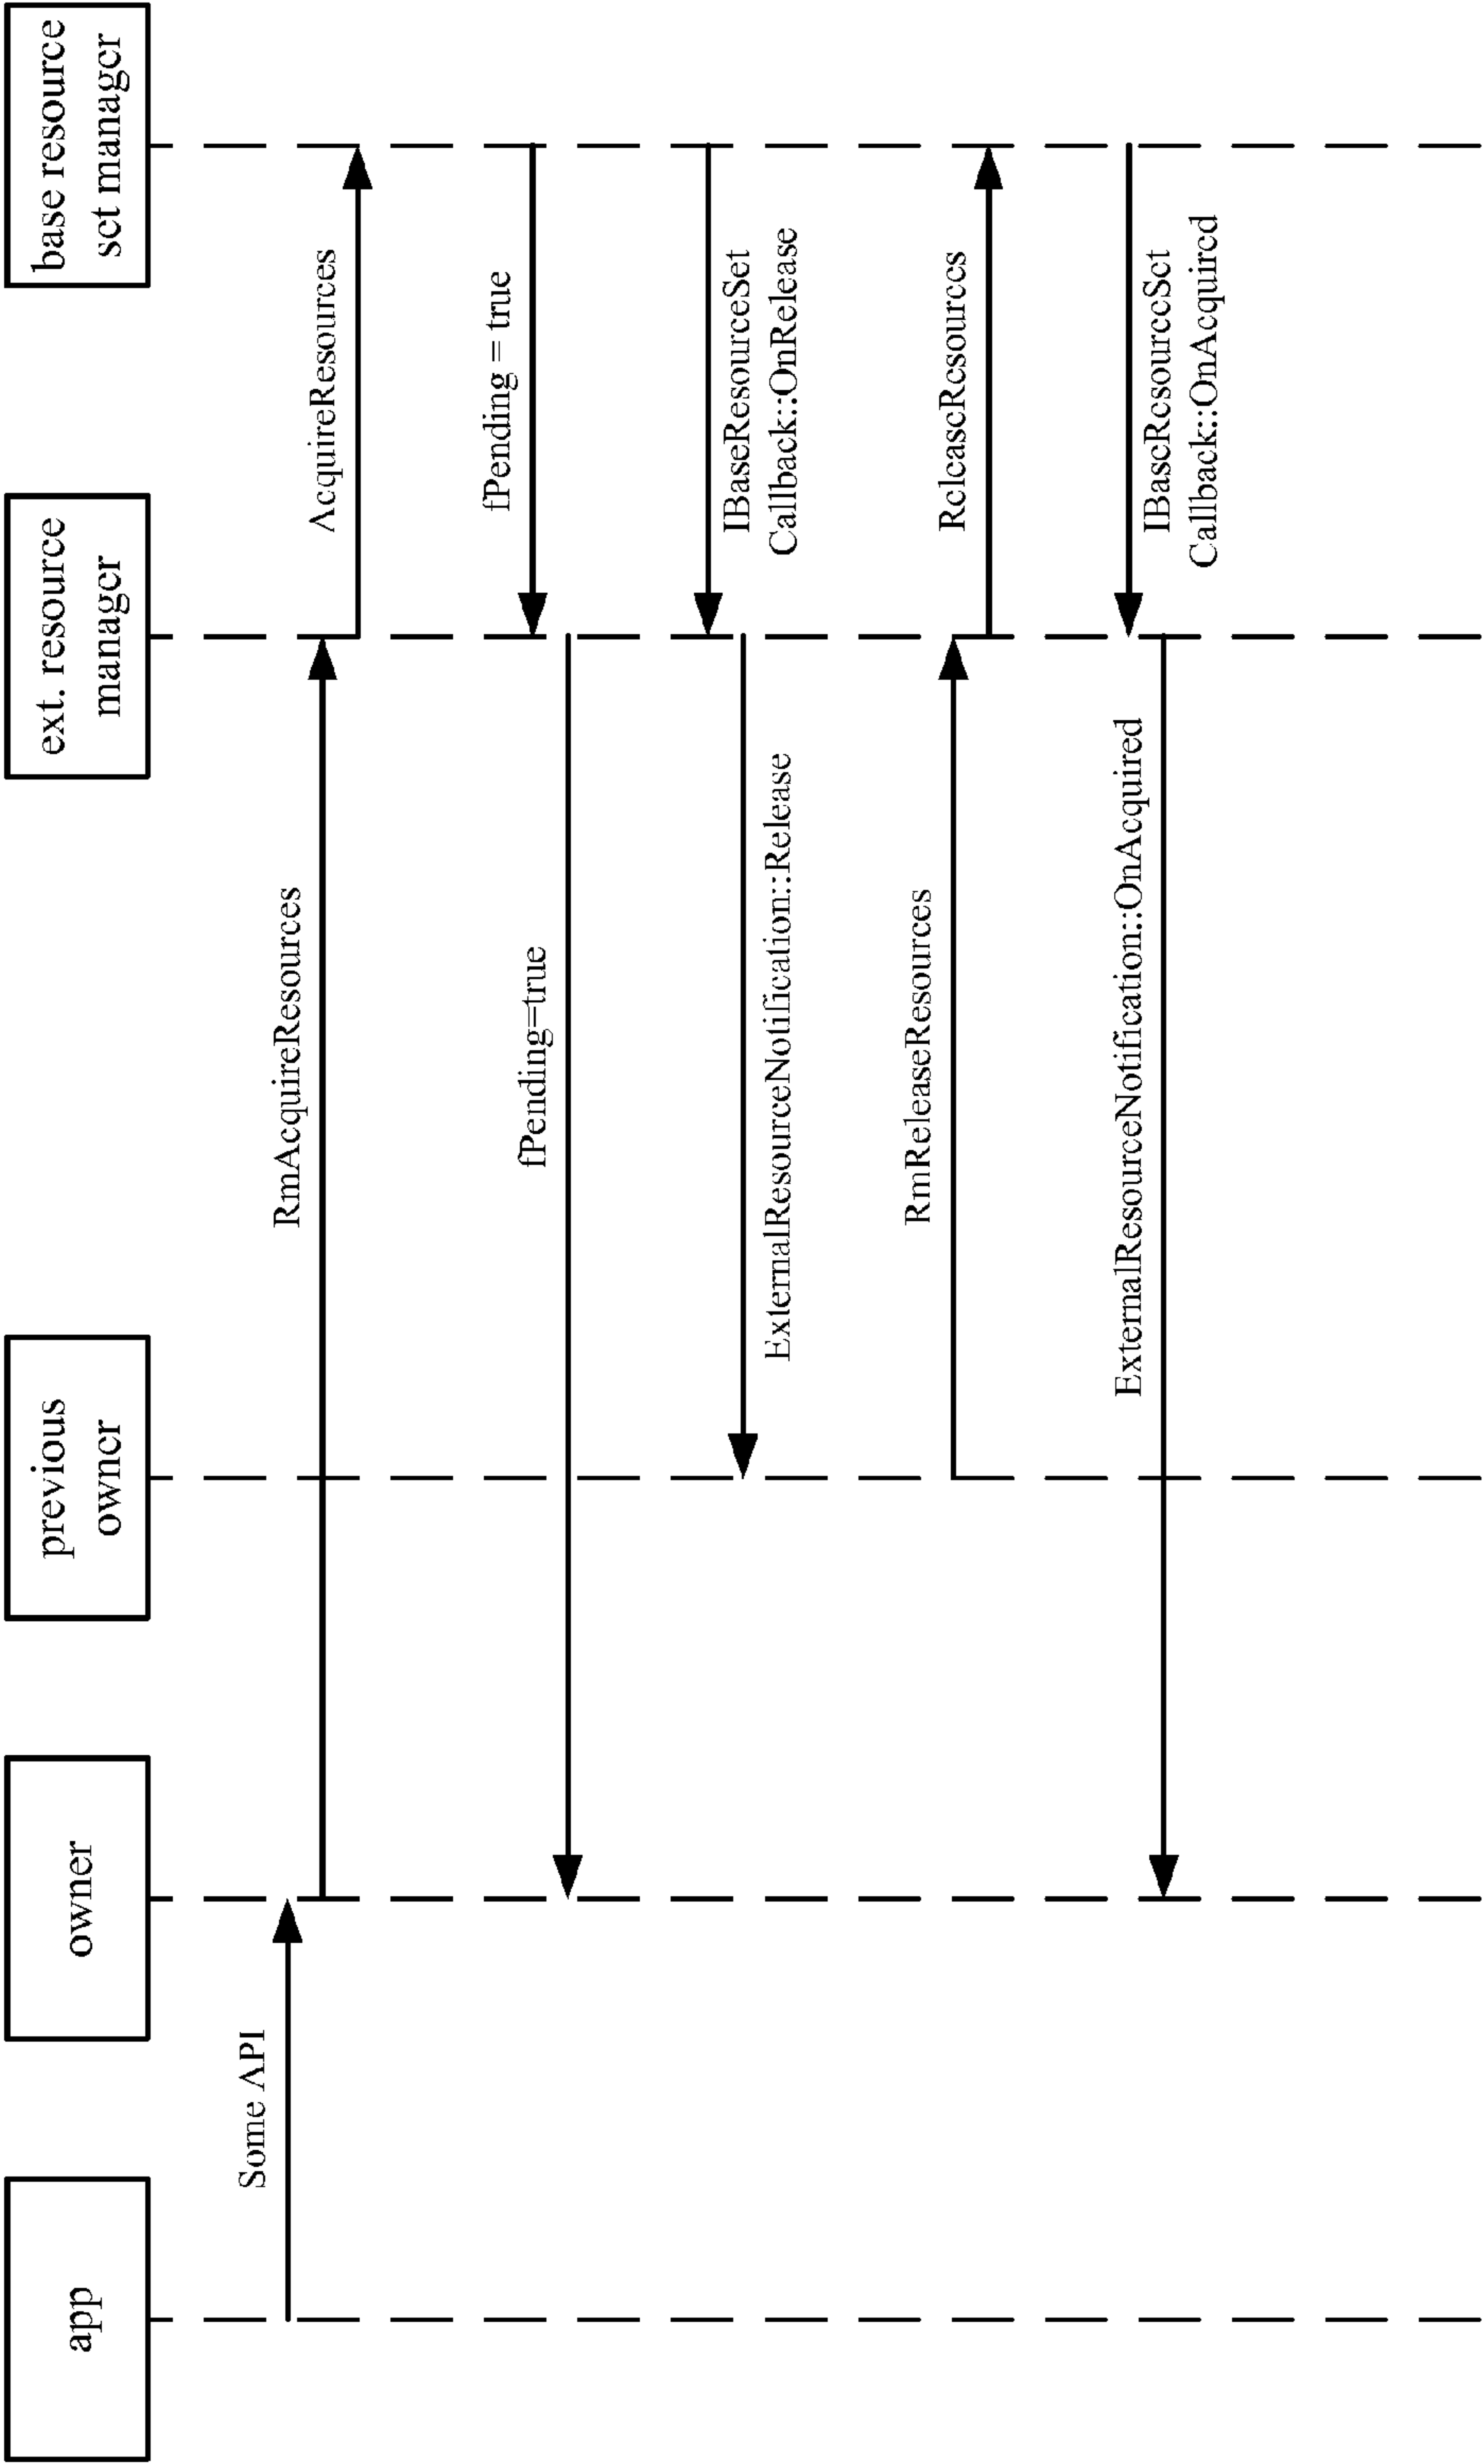 app
owner
previous
owner
ext. resource
manager
base resource
set manager
Some API
RmAcquireResources
AcquireResources
fPending = true
fPending=true
IBaseResourceSet
Callback::OnRelease
ExternalResourceNotification::Release
RmReleaseResources
ReleaseResources
IBaseResourceSet
Callback::OnAcquired
ExternalResourceNotification::OnAcquired